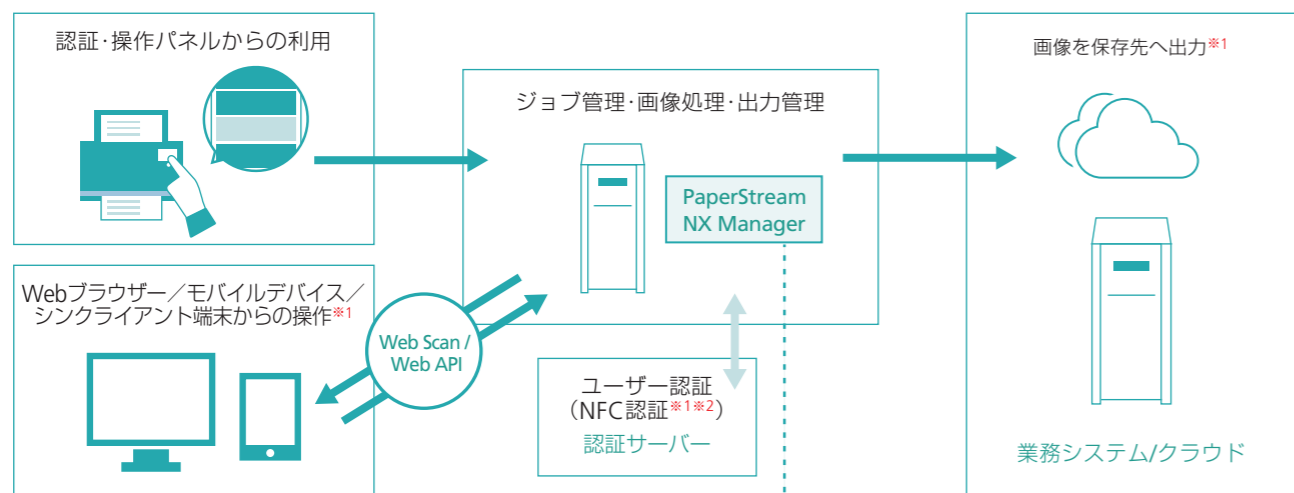 認証・操作パネルからの利用
ジョブ管理・画像処理・出力管理
PaperStream
NX Manager
画像を保存先へ出力※1
Webブラウザー／モバイルデバイス／
シンクライアント端末からの操作※1
Web Scan /
Web API
ユーザー認証
（NFC認証※1※2）
認証サーバー
業務システム/クラウド